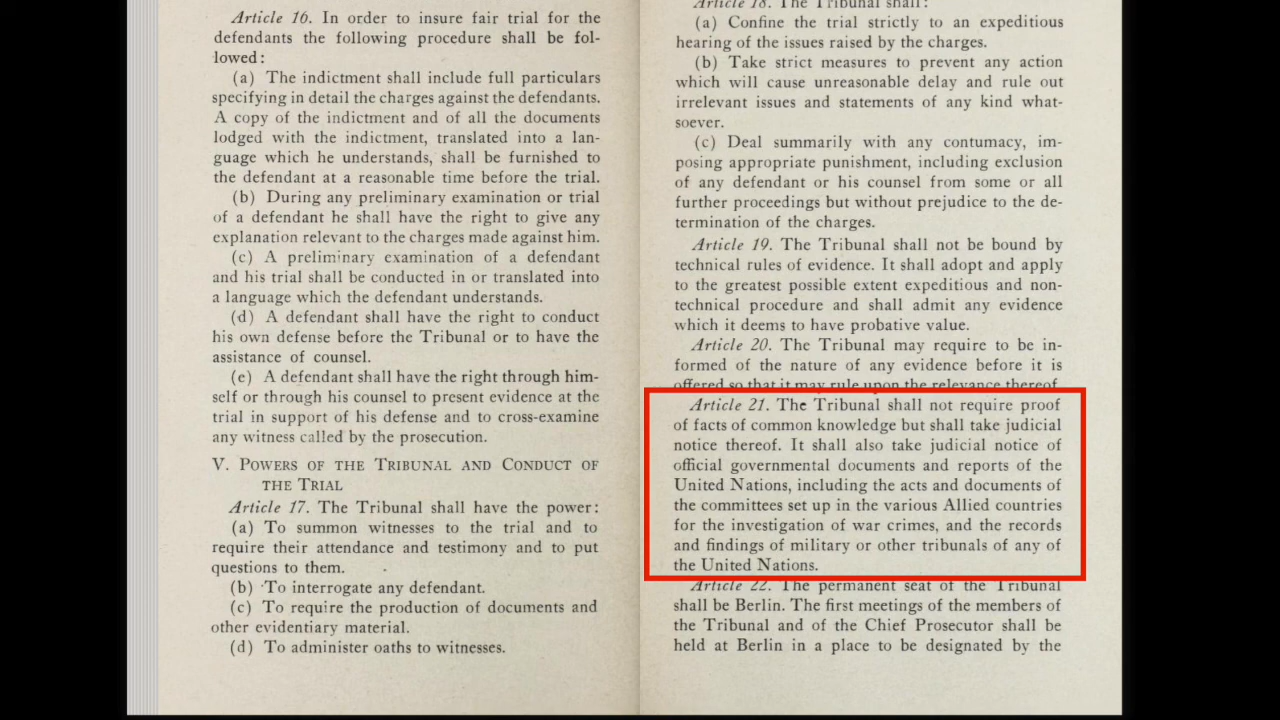 Article 16. In order to insure fair trial for the
defendants the following procedure shall be fol-
lowed:
(a) The indictment shall include full particulars
specifying in detail the charges against the defendants.
A copy of the indictment and of all the documents
lodged with the indictment, translated into a lan-
guage which he understands, shall be furnished to
the defendant at a reasonable time before the trial.
(b) During any preliminary examination or trial
of a defendant he shall have the right to give any
explanation relevant to the charges made against him.
(c) A preliminary examination of a defendant
and his trial shall be conducted in or translated into
a language which the defendant understands.
(d) A defendant shall have the right to conduct
his own defense before the Tribunal or to have the
assistance of counsel.
(e) A defendant shall have the right through him-
self or through his counsel to present evidence at the
trial in support of his defense and to cross-examine
any witness called by the prosecution.
V. POWERS OF THE TRIBUNAL AND CONDUCT OF
THE TRIAL
Article 17. The Tribunal shall have the power:
(a) To summon witnesses to the trial and to
require their attendance and testimony and to put
questions to them.
(b) To interrogate any defendant.
(c) To require the production of documents and
other evidentiary material.
(d) To administer oaths to witnesses.
Article 18. The Tribunal shall:
(a) Confine the trial strictly to an expeditious
hearing of the issues raised by the charges.
(b) Take strict measures to prevent any action
which will cause unreasonable delay and rule out
irrelevant issues and statements of any kind what-
soever.
(c) Deal summarily with any contumacy, im-
posing appropriate punishment, including exclusion
of any defendant or his counsel from some or all
further proceedings but without prejudice to the de-
termination of the charges.
Article 19. The Tribunal shall not be bound by
technical rules of evidence. It shall adopt and apply
to the greatest possible extent expeditious and non-
technical procedure and shall admit any evidence
which it deems to have probative value.
Article 20. The Tribunal may require to be in-
formed of the nature of any evidence before it is
offered so that it may rule upon the relevance thereof.
Article 21. The Tribunal shall not require proof
of facts of common knowledge but shall take judicial
notice thereof. It shall also take judicial notice of
official governmental documents and reports of the
United Nations, including the acts and documents of
the committees set up in the various Allied countries
for the investigation of war crimes, and the records
and findings of military or other tribunals of any of
the United Nations.
Article 22. The permanent seat of the Tribunal
shall be Berlin. The first meetings of the members of
the Tribunal and of the Chief Prosecutor shall be
held at Berlin in a place to be designated by the